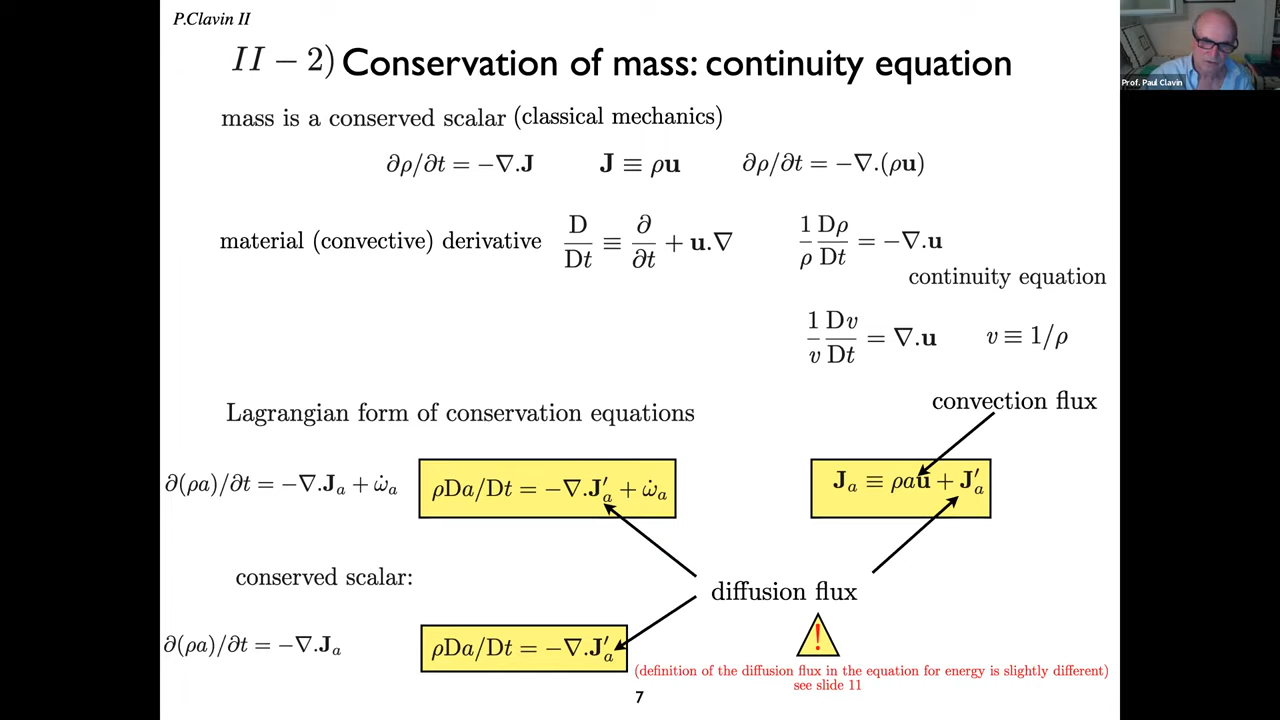 P.Clavin II
II − 2) Conservation of mass: continuity equation
Prof. Paul Clavin
mass is a conserved scalar (classical mechanics)
∂ρ/∂t = −∇.J    J ≡ ρu    ∂ρ/∂t = −∇.(ρu)
material (convective) derivative D/Dt ≡ ∂/∂t + u.∇    1/ρ Dρ/Dt = −∇.u
continuity equation
1/v Dv/Dt = ∇.u    v ≡ 1/ρ
convection flux
Lagrangian form of conservation equations
∂(ρa)/∂t = −∇.J_a + ω̇_a    ρDa/Dt = −∇.J′_a + ω̇_a    J_a ≡ ρau + J′_a
conserved scalar:
diffusion flux
!
∂(ρa)/∂t = −∇.J_a    ρDa/Dt = −∇.J′_a
(definition of the diffusion flux in the equation for energy is slightly different)
see slide 11
7